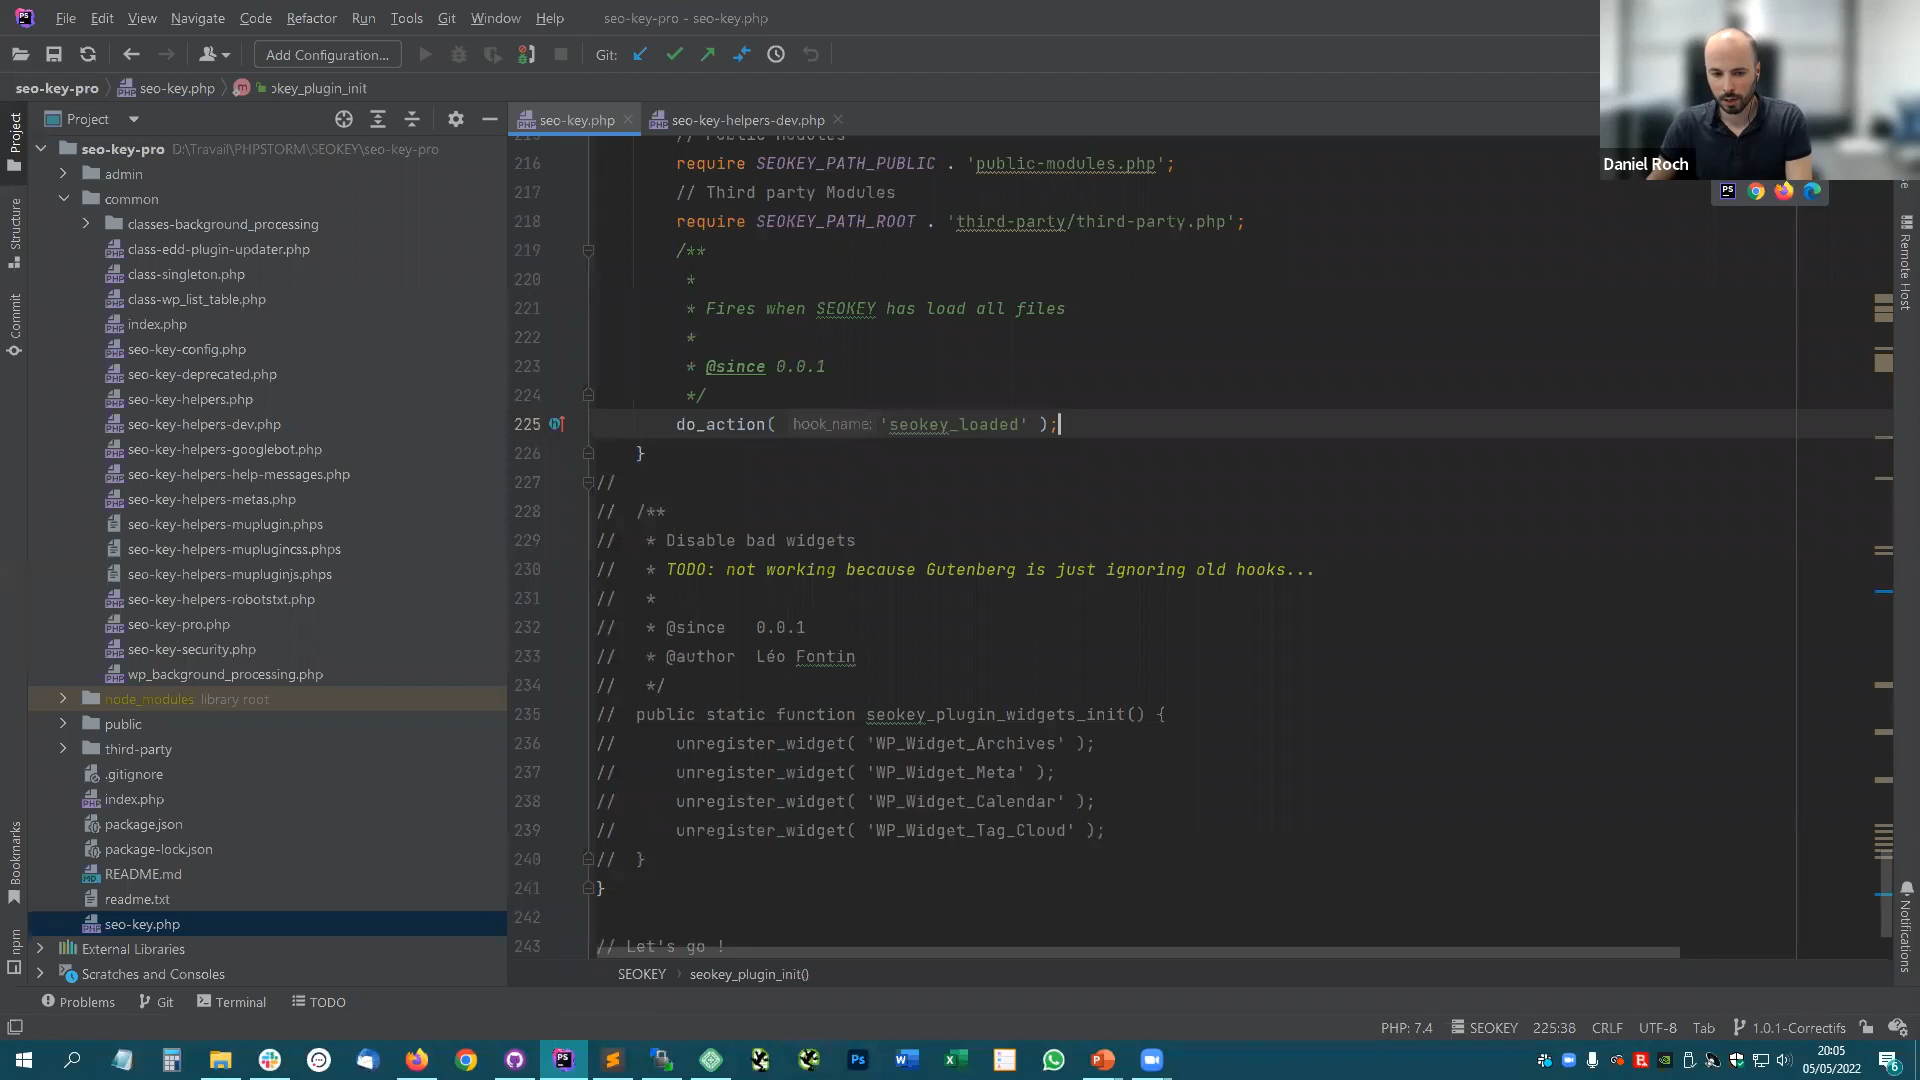 File Edit View Navigate Code Refactor Run Tools Git Window Help seo-key-pro - seo-key.php
Add Configuration... Git:
seo-key-pro seo-key.php okey_plugin_init
Daniel Roch
Project
seo-key.php seo-key-helpers-dev.php
seo-key-pro D:\Travail\PHPSTORM\SEOKEY\seo-key-pro
admin
common
classes-background_processing
class-edd-plugin-updater.php
class-singleton.php
class-wp_list_table.php
index.php
seo-key-config.php
seo-key-deprecated.php
seo-key-helpers.php
seo-key-helpers-dev.php
seo-key-helpers-googlebot.php
seo-key-helpers-help-messages.php
seo-key-helpers-metas.php
seo-key-helpers-muplugin.phps
seo-key-helpers-muplugincss.phps
seo-key-helpers-mupluginjs.phps
seo-key-helpers-robotstxt.php
seo-key-pro.php
seo-key-security.php
wp_background_processing.php
node_modules library root
public
third-party
.gitignore
index.php
package.json
package-lock.json
README.md
readme.txt
seo-key.php
External Libraries
Scratches and Consoles
Project
Structure
Commit
Bookmarks
npm
215 // Public Modules
216 require SEOKEY_PATH_PUBLIC . 'public-modules.php';
217 // Third party Modules
218 require SEOKEY_PATH_ROOT . 'third-party/third-party.php';
219 /**
220 *
221 * Fires when SEOKEY has load all files
222 *
223 * @since 0.0.1
224 */
225 do_action( hook_name: 'seokey_loaded' );
226 }
227 //
228 // /**
229 // * Disable bad widgets
230 // * TODO: not working because Gutenberg is just ignoring old hooks...
231 // *
232 // * @since 0.0.1
233 // * @author Léo Fontin
234 // */
235 // public static function seokey_plugin_widgets_init() {
236 // unregister_widget( 'WP_Widget_Archives' );
237 // unregister_widget( 'WP_Widget_Meta' );
238 // unregister_widget( 'WP_Widget_Calendar' );
239 // unregister_widget( 'WP_Widget_Tag_Cloud' );
240 // }
241 }
242
243 // Let's go !
SEOKEY seokey_plugin_init()
Remote Host
Notifications
Problems Git Terminal TODO
PHP: 7.4 SEOKEY 225:38 CRLF UTF-8 Tab 1.0.1-Correctifs
20:05
05/05/2022
6